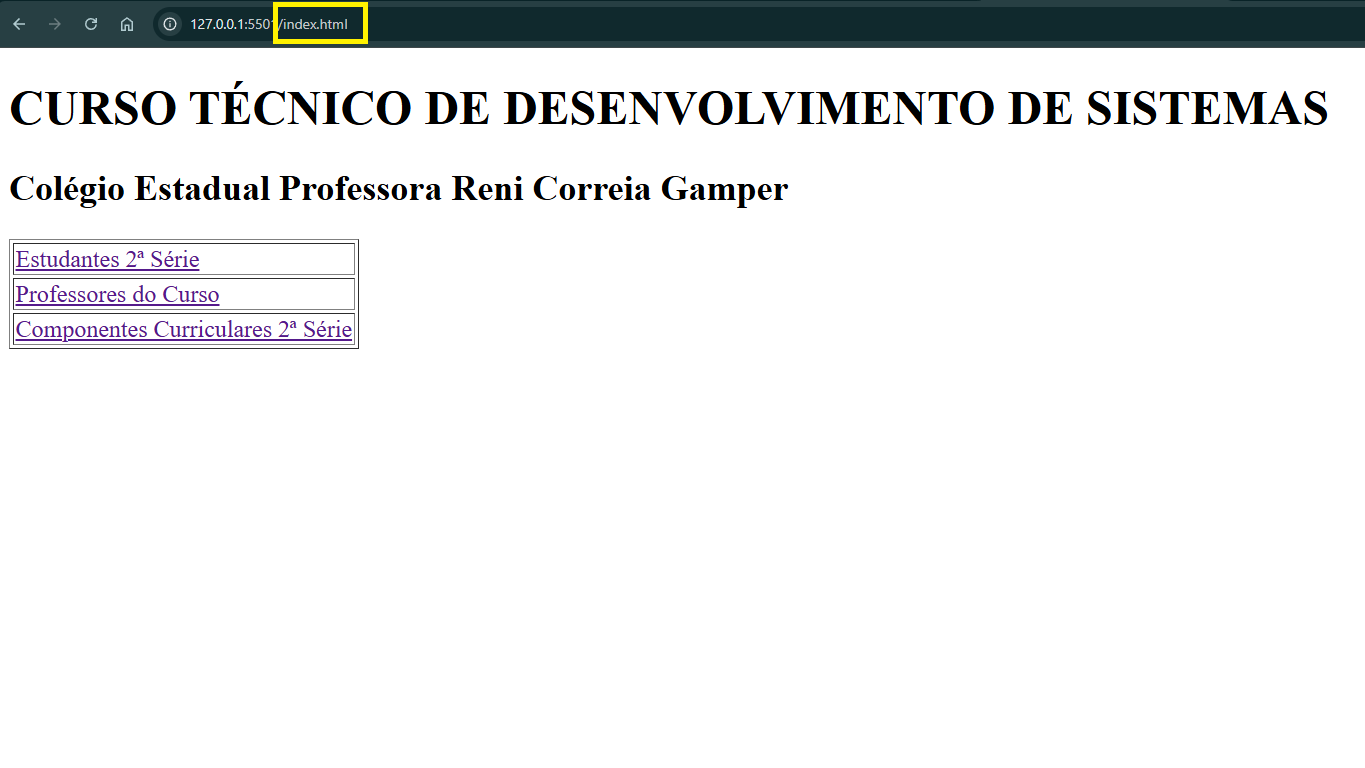 127.0.0.1:5501/index.html
CURSO TÉCNICO DE DESENVOLVIMENTO DE SISTEMAS
Colégio Estadual Professora Reni Correia Gamper
Estudantes 2ª Série
Professores do Curso
Componentes Curriculares 2ª Série